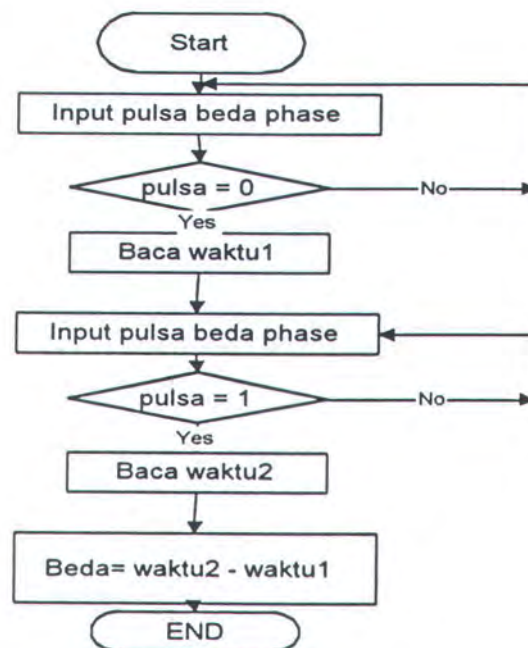 Start
Input pulsa beda phase
pulsa = 0
No
Yes
Baca waktu1
Input pulsa beda phase
pulsa = 1
No
Yes
Baca waktu2
Beda= waktu2 - waktu1
END